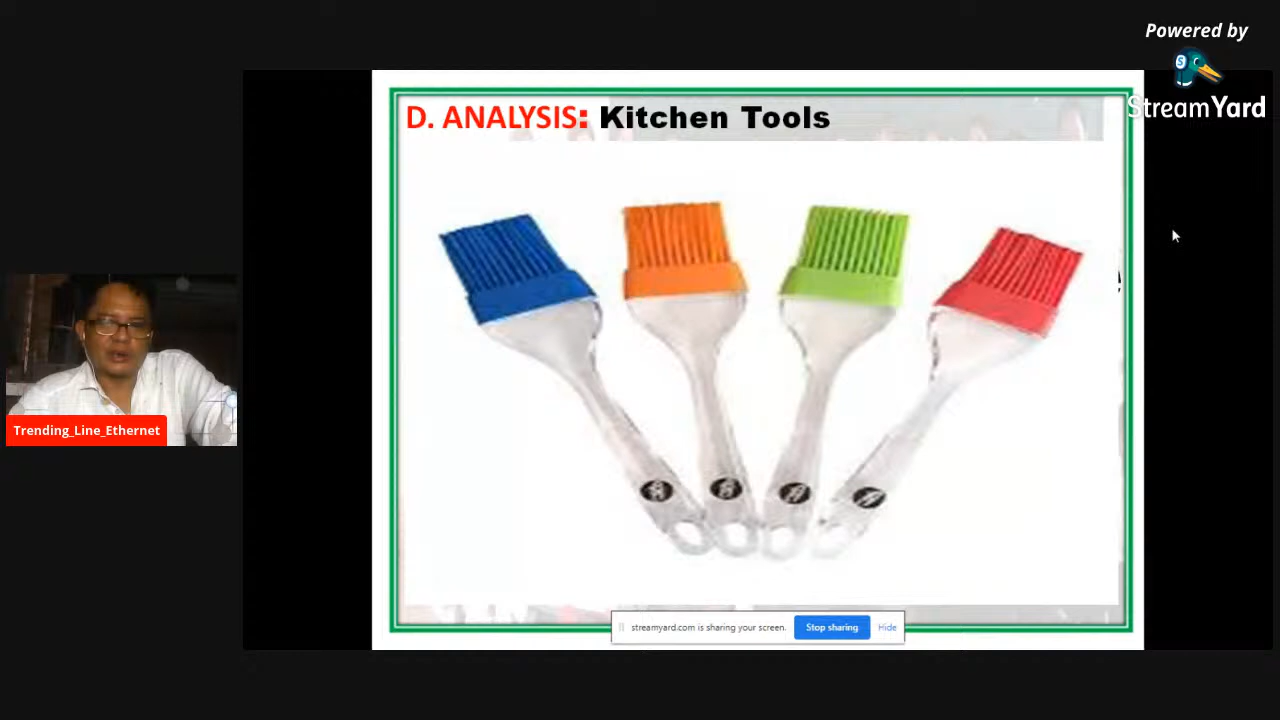 Powered by
StreamYard
D. ANALYSIS: Kitchen Tools
Trending_Line_Ethernet
streamyard.com is sharing your screen.
Stop sharing
Hide